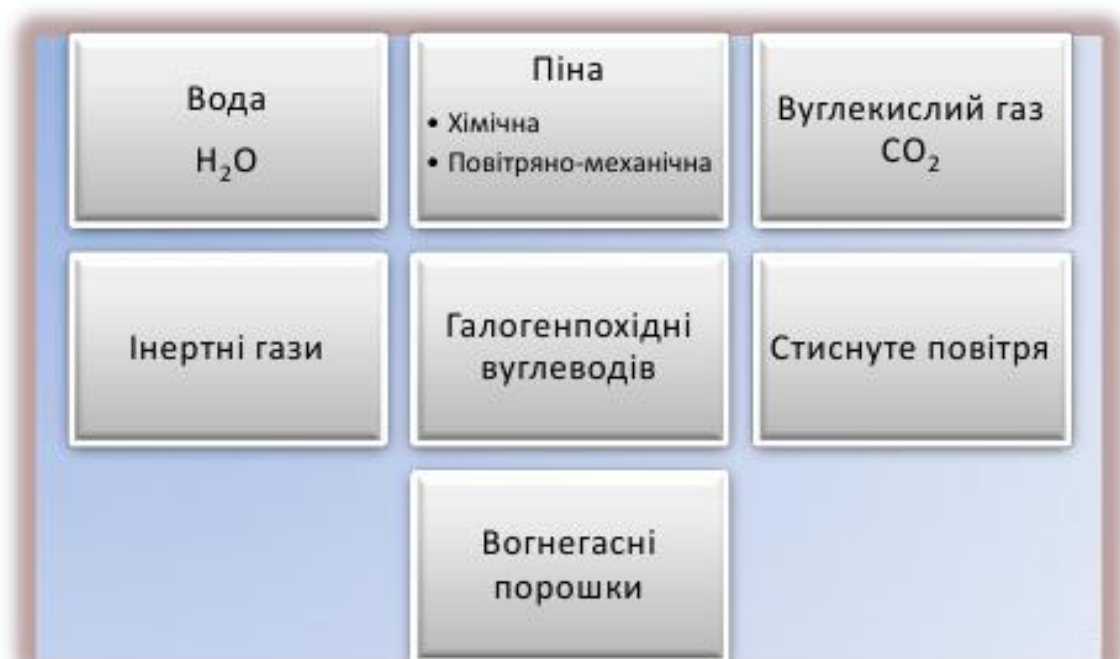 Вода
H₂O
Піна
• Хімічна
• Повітряно-механічна
Вуглекислий газ
CO₂
Інертні гази
Галогенпохідні
вуглеводів
Стиснуте повітря
Вогнегасні
порошки